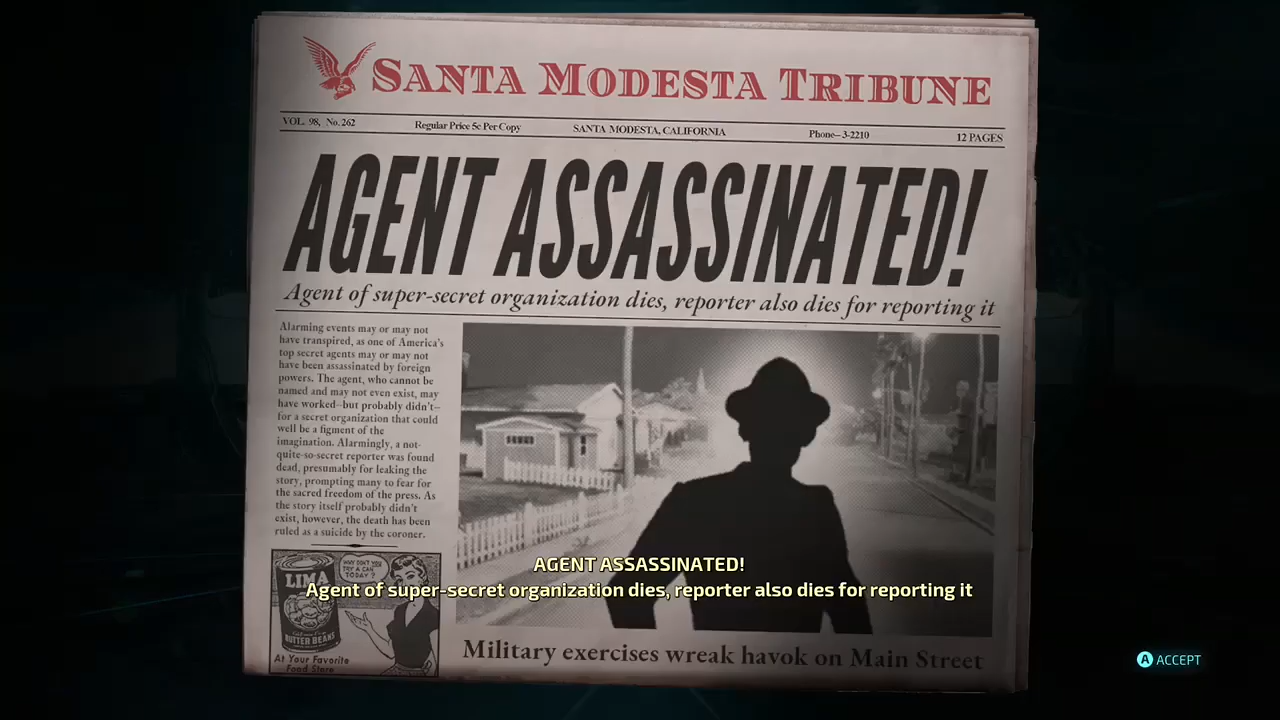 SANTA MODESTA TRIBUNE
VOL. 98, No. 262 Regular Price 5c Per Copy SANTA MODESTA, CALIFORNIA Phone-3-2210 12 PAGES
AGENT ASSASSINATED!
Agent of super-secret organization dies, reporter also dies for reporting it
Alarming events may or may not
have transpired, as one of America's
top secret agents may or may not
have been assassinated by foreign
powers. The agent, who cannot be
named and may not even exist, may
have worked--but probably didn't--
for a secret organization that could
well be a figment of the
imagination. Alarmingly, a not-
quite-so-secret reporter was found
dead, presumably for leaking the
story, prompting many to fear for
the sacred freedom of the press. As
the story itself probably didn't
exist, however, the death has been
ruled as a suicide by the coroner.
WHY DON'T YOU
TRY A CAN
TODAY?
LIMA
BUTTER BEANS
At Your Favorite
Food Store
AGENT ASSASSINATED!
Agent of super-secret organization dies, reporter also dies for reporting it
Military exercises wreak havok on Main Street
A ACCEPT